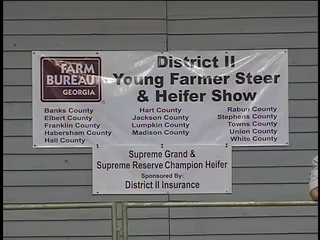 FARM
BUREAU
GEORGIA
District II
Young Farmer Steer
& Heifer Show
Banks County
Elbert County
Franklin County
Habersham County
Hall County
Hart County
Jackson County
Lumpkin County
Madison County
Rabun County
Stephens County
Towns County
Union County
White County
Supreme Grand &
Supreme Reserve Champion Heifer
Sponsored By:
District II Insurance